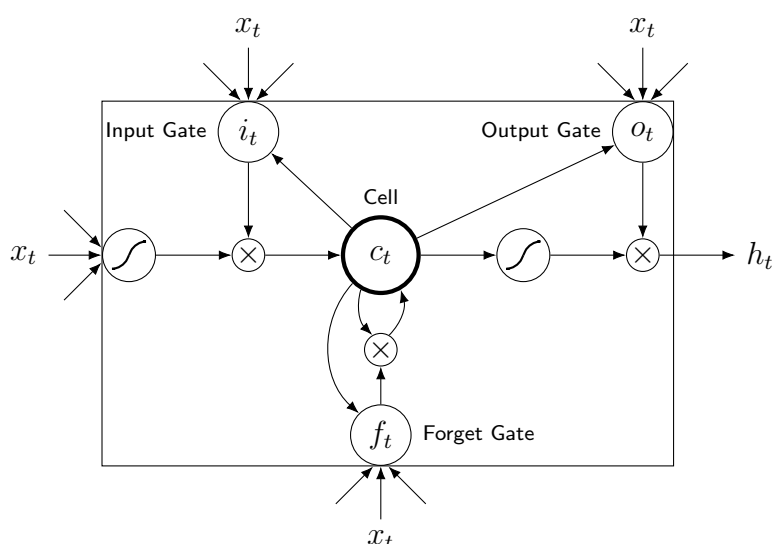 x_t
x_t
Input Gate
i_t
Output Gate
o_t
Cell
x_t
×
c_t
×
h_t
×
f_t
Forget Gate
x_t